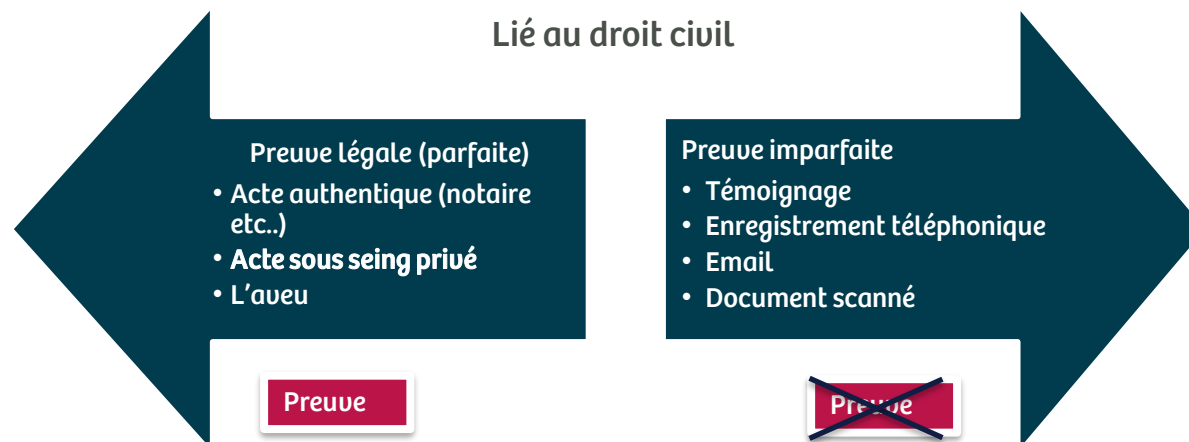 Lié au droit civil
Preuve légale (parfaite)
• Acte authentique (notaire
etc..)
• Acte sous seing privé
• L'aveu
Preuve
Preuve imparfaite
• Témoignage
• Enregistrement téléphonique
• Email
• Document scanné
Preuve